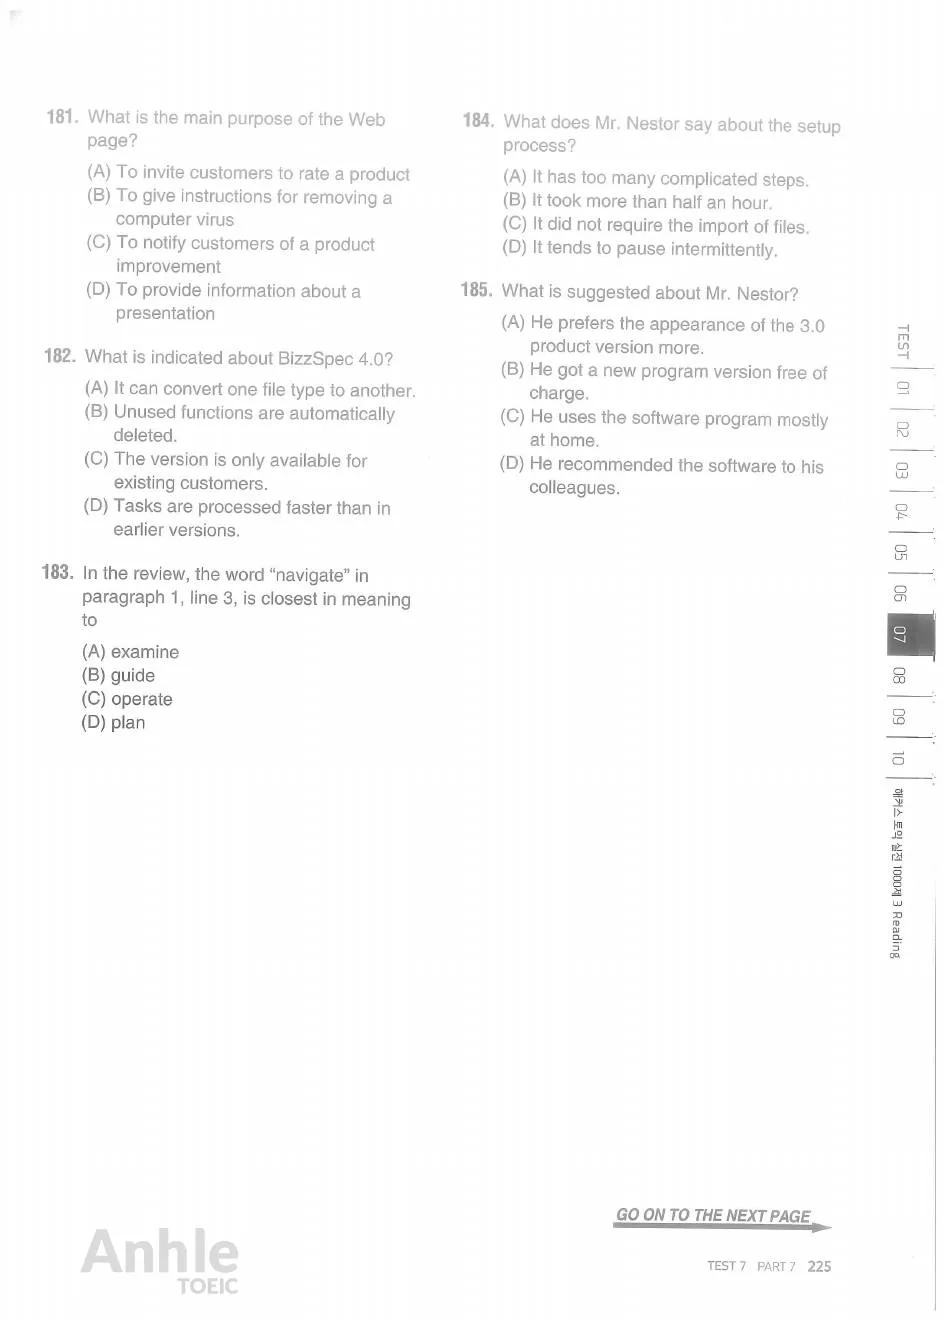 181. What is the main purpose of the Web
page?
(A) To invite customers to rate a product
(B) To give instructions for removing a
computer virus
(C) To notify customers of a product
improvement
(D) To provide information about a
presentation
182. What is indicated about BizzSpec 4.0?
(A) It can convert one file type to another.
(B) Unused functions are automatically
deleted.
(C) The version is only available for
existing customers.
(D) Tasks are processed faster than in
earlier versions.
183. In the review, the word “navigate” in
paragraph 1, line 3, is closest in meaning
to
(A) examine
(B) guide
(C) operate
(D) plan
184. What does Mr. Nestor say about the setup
process?
(A) It has too many complicated steps.
(B) It took more than half an hour.
(C) It did not require the import of files.
(D) It tends to pause intermittently.
185. What is suggested about Mr. Nestor?
(A) He prefers the appearance of the 3.0
product version more.
(B) He got a new program version free of
charge.
(C) He uses the software program mostly
at home.
(D) He recommended the software to his
colleagues.
TEST
01
02
03
04
05
06
07
08
09
10
해커스 토익 실전 1000제 3 Reading
GO ON TO THE NEXT PAGE
Anhle
TOEIC
TEST 7 PART 7 225